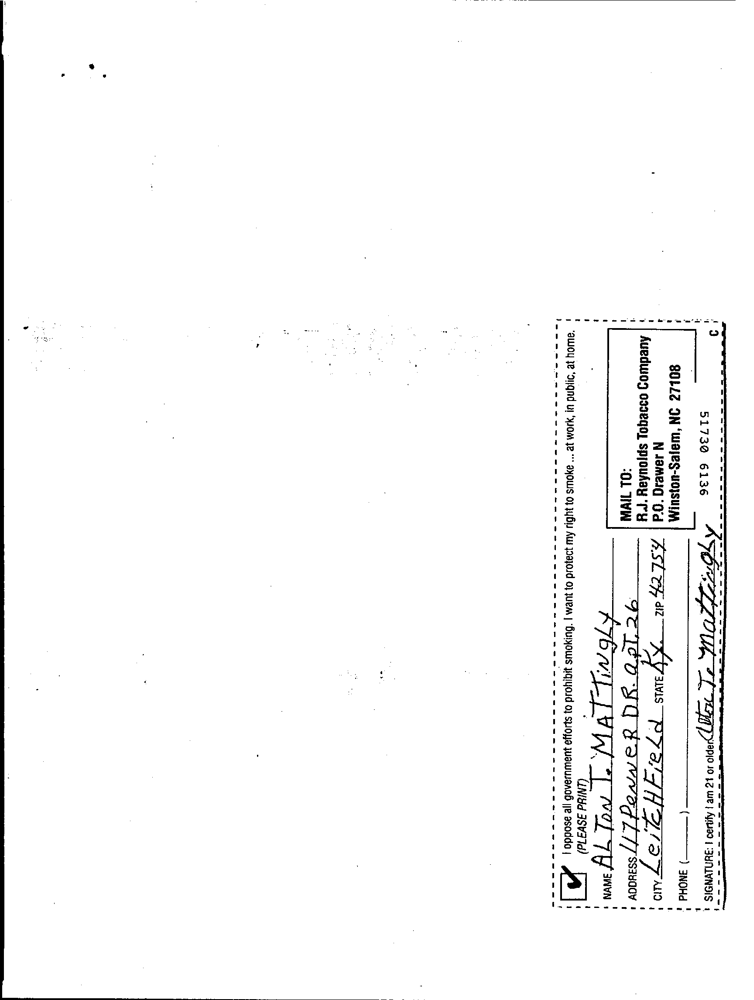 ✔ I oppose all government efforts to prohibit smoking. I want to protect my right to smoke ... at work, in public, at home.
(PLEASE PRINT)
NAME ALTON T. MATTINGLY
ADDRESS 117 PENNER DR. apt. 26
CITY LeiTCHFieLd STATE Ky. ZIP 42754
PHONE ( )
SIGNATURE: I certify I am 21 or older Alton T. Mattingly
MAIL TO:
R.J. Reynolds Tobacco Company
P.O. Drawer N
Winston-Salem, NC 27108
51730 6136
C